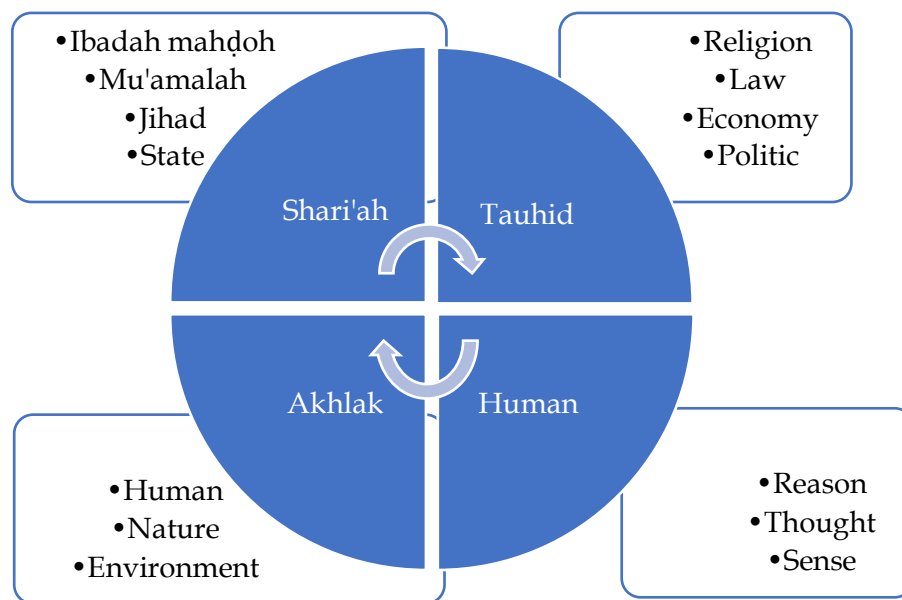 •Ibadah mahḍoh
•Mu'amalah
•Jihad
•State
•Religion
•Law
•Economy
•Politic
Shari'ah
Tauhid
Akhlak
Human
•Human
•Nature
•Environment
•Reason
•Thought
•Sense